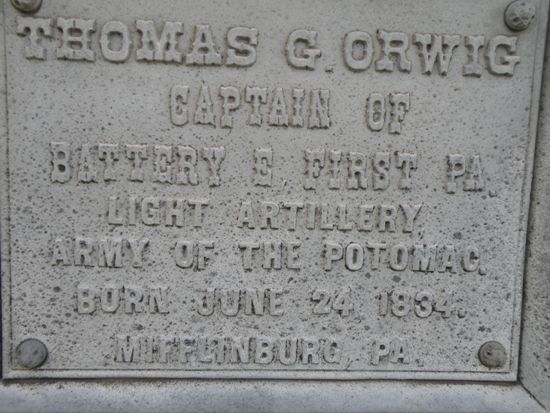 THOMAS G. ORWIG
CAPTAIN OF
BATTERY E, FIRST PA.
LIGHT ARTILLERY,
ARMY OF THE POTOMAC.
BORN JUNE 24, 1834.
MIFFLINBURG, PA.